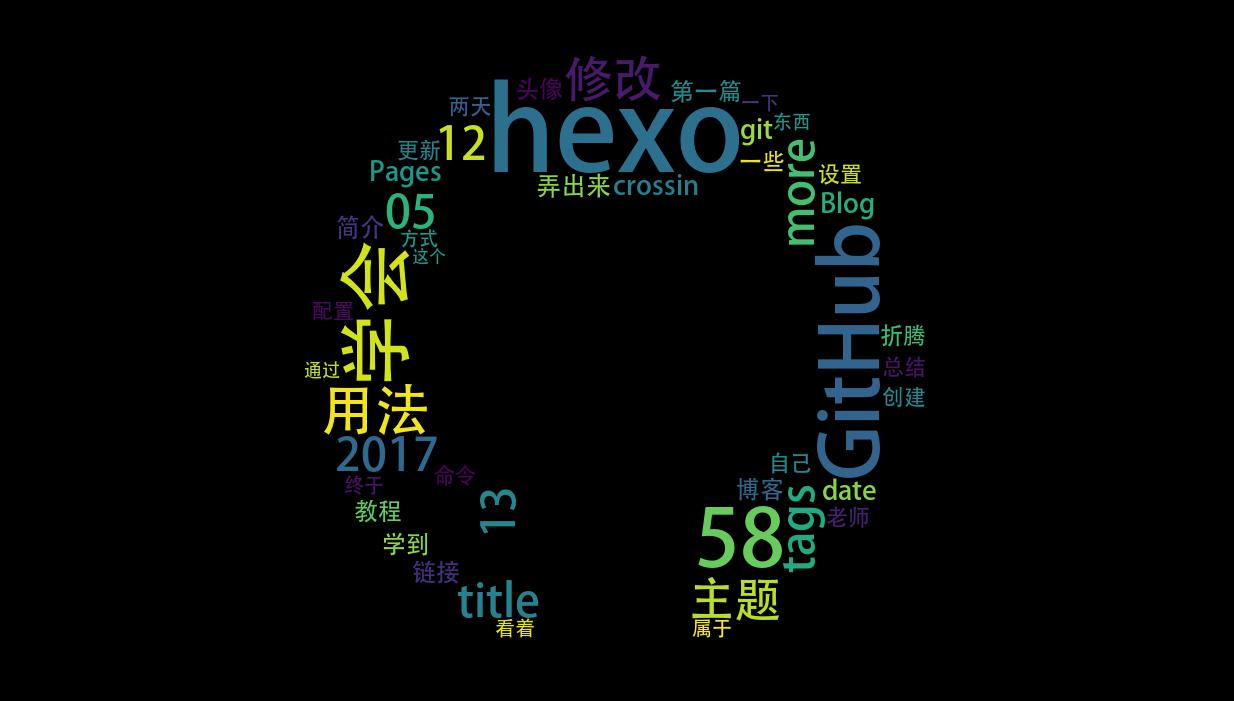 修改
头像
第一篇
两天
hexo
一下
12
git
东西
更新
一些
more
Pages
弄出来
crossin
设置
05
Blog
简介
方式
这个
学会
GitHub
配置
折腾
通过
总结
用法
创建
2017
命令
自己
终于
博客
date
教程
13
58
tags
老师
学到
链接
title
主题
看着
属于